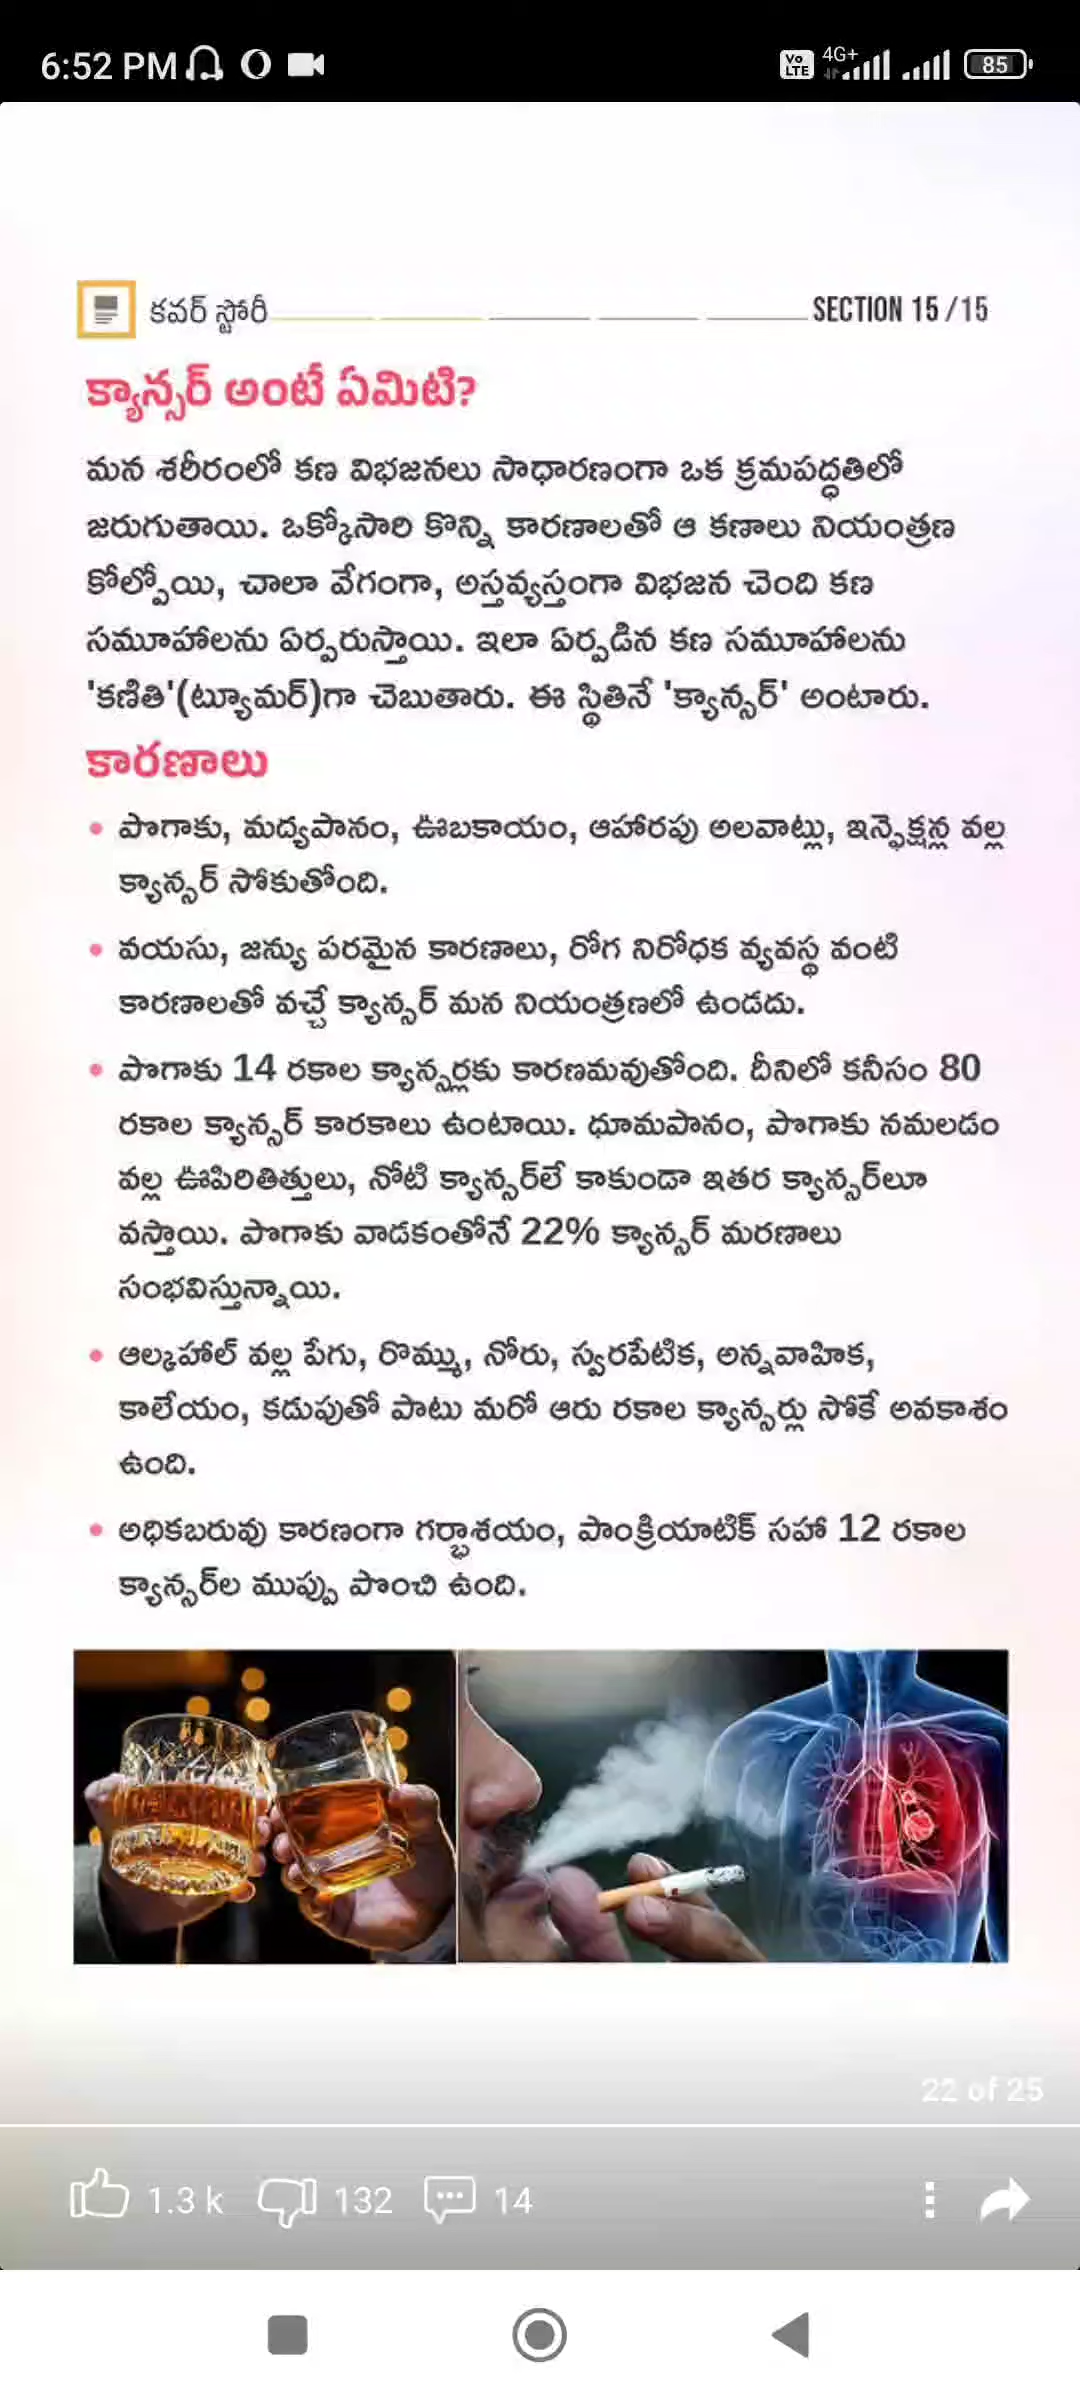 6:52 PM
Vo LTE 4G+ 85
కవర్ స్టోరీ SECTION 15 / 15
క్యాన్సర్ అంటే ఏమిటి?
మన శరీరంలో కణ విభజనలు సాధారణంగా ఒక క్రమపద్ధతిలో
జరుగుతాయి. ఒక్కోసారి కొన్ని కారణాలతో ఆ కణాలు నియంత్రణ
కోల్పోయి, చాలా వేగంగా, అస్తవ్యస్తంగా విభజన చెంది కణ
సమూహాలను ఏర్పరుస్తాయి. ఇలా ఏర్పడిన కణ సమూహాలను
'కణితి'(ట్యూమర్)గా చెబుతారు. ఈ స్థితినే 'క్యాన్సర్' అంటారు.
కారణాలు
• పొగాకు, మద్యపానం, ఊబకాయం, ఆహారపు అలవాట్లు, ఇన్ఫెక్షన్ల వల్ల
క్యాన్సర్ సోకుతోంది.
• వయసు, జన్యు పరమైన కారణాలు, రోగ నిరోధక వ్యవస్థ వంటి
కారణాలతో వచ్చే క్యాన్సర్ మన నియంత్రణలో ఉండదు.
• పొగాకు 14 రకాల క్యాన్సర్లకు కారణమవుతోంది. దీనిలో కనీసం 80
రకాల క్యాన్సర్ కారకాలు ఉంటాయి. ధూమపానం, పొగాకు నమలడం
వల్ల ఊపిరితిత్తులు, నోటి క్యాన్సర్‌లే కాకుండా ఇతర క్యాన్సర్‌లూ
వస్తాయి. పొగాకు వాడకంతోనే 22% క్యాన్సర్ మరణాలు
సంభవిస్తున్నాయి.
• ఆల్కహాల్ వల్ల పేగు, రొమ్ము, నోరు, స్వరపేటిక, అన్నవాహిక,
కాలేయం, కడుపుతో పాటు మరో ఆరు రకాల క్యాన్సర్లు సోకే అవకాశం
ఉంది.
• అధికబరువు కారణంగా గర్భాశయం, పాంక్రియాటిక్ సహా 12 రకాల
క్యాన్సర్‌ల ముప్పు పొంచి ఉంది.
22 of 25
1.3 k 132 14